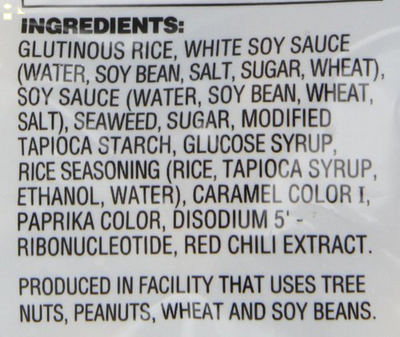 INGREDIENTS:
GLUTINOUS RICE, WHITE SOY SAUCE
(WATER, SOY BEAN, SALT, SUGAR, WHEAT),
SOY SAUCE (WATER, SOY BEAN, WHEAT,
SALT), SEAWEED, SUGAR, MODIFIED
TAPIOCA STARCH, GLUCOSE SYRUP,
RICE SEASONING (RICE, TAPIOCA SYRUP,
ETHANOL, WATER), CARAMEL COLOR I,
PAPRIKA COLOR, DISODIUM 5' -
RIBONUCLEOTIDE, RED CHILI EXTRACT.
PRODUCED IN FACILITY THAT USES TREE
NUTS, PEANUTS, WHEAT AND SOY BEANS.